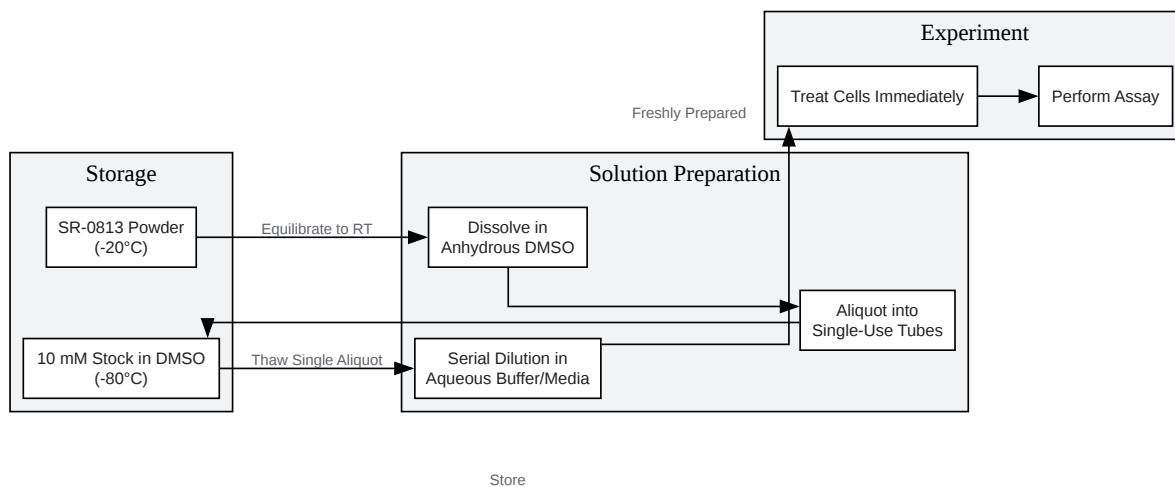 Experiment
Treat Cells Immediately
Perform Assay
Freshly Prepared
Storage
Solution Preparation
SR-0813 Powder
(-20°C)
Equilibrate to RT
Dissolve in
Anhydrous DMSO
Aliquot into
Single-Use Tubes
10 mM Stock in DMSO
(-80°C)
Thaw Single Aliquot
Serial Dilution in
Aqueous Buffer/Media
Store